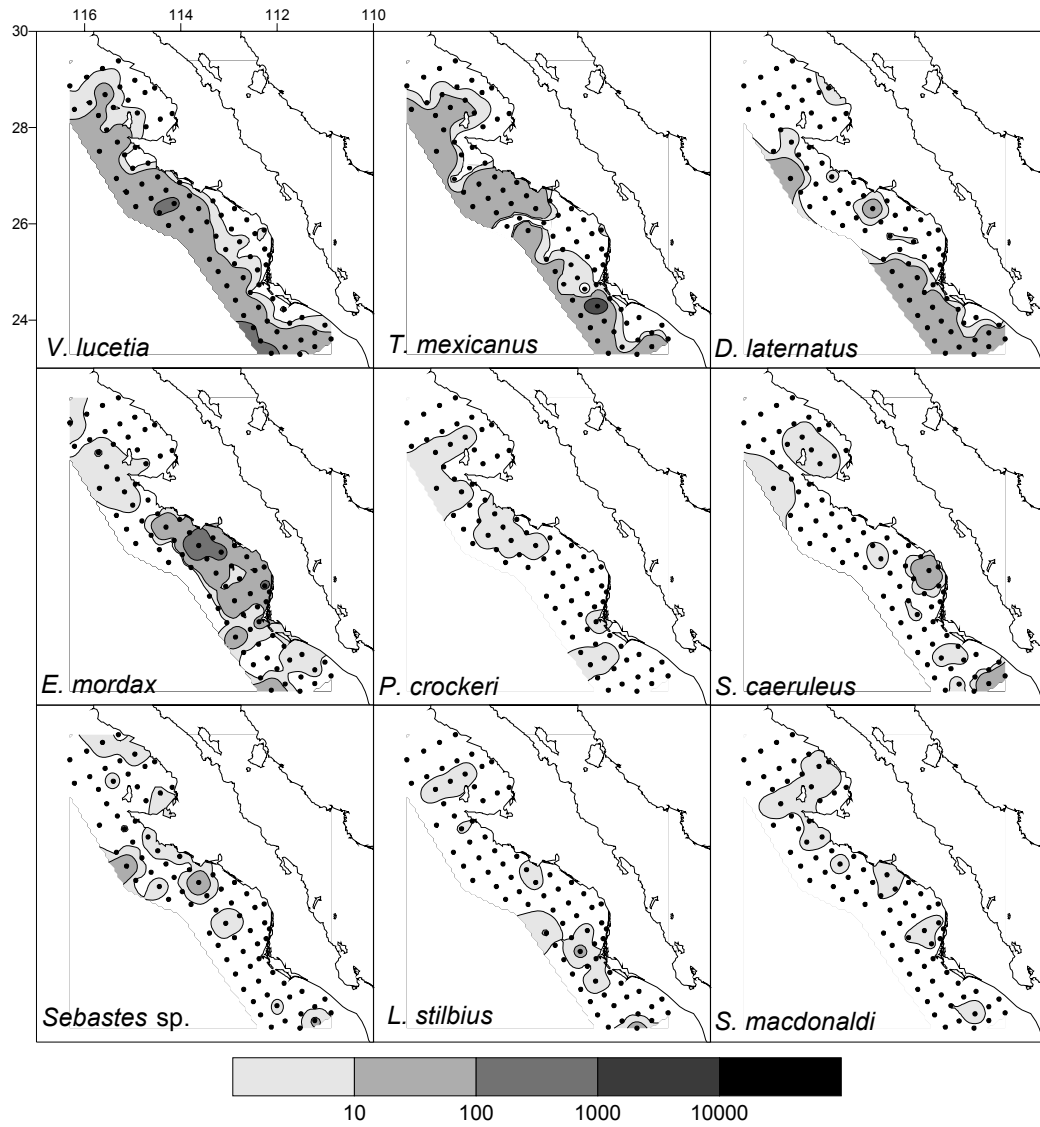 116 114 112 111 110
30
28
26
24
V. lucetia T. mexicanus D. laternatus
E. mordax P. crockeri S. caeruleus
Sebastes sp. L. stilbius S. macdonaldi
10 100 1000 10000